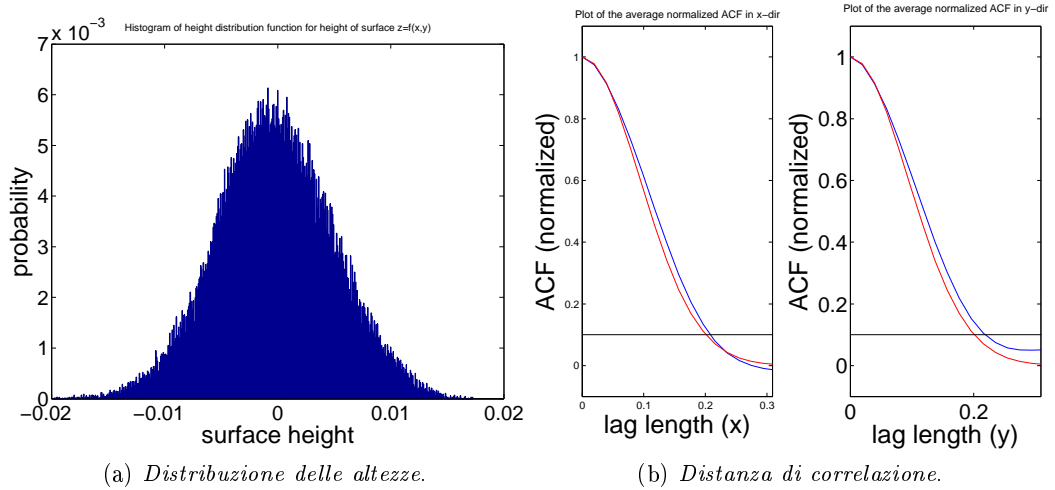 Histogram of height distribution function for height of surface z=f(x,y)
7 x 10^-3
6
5
4
3
2
1
0
probability
−0.02 −0.01 0 0.01 0.02
surface height
(a) Distribuzione delle altezze.
Plot of the average normalized ACF in x−dir
1
0.8
0.6
0.4
0.2
0
ACF (normalized)
0 0.1 0.2 0.3
lag length (x)
Plot of the average normalized ACF in y−dir
1
0.8
0.6
0.4
0.2
0
ACF (normalized)
0 0.2
lag length (y)
(b) Distanza di correlazione.